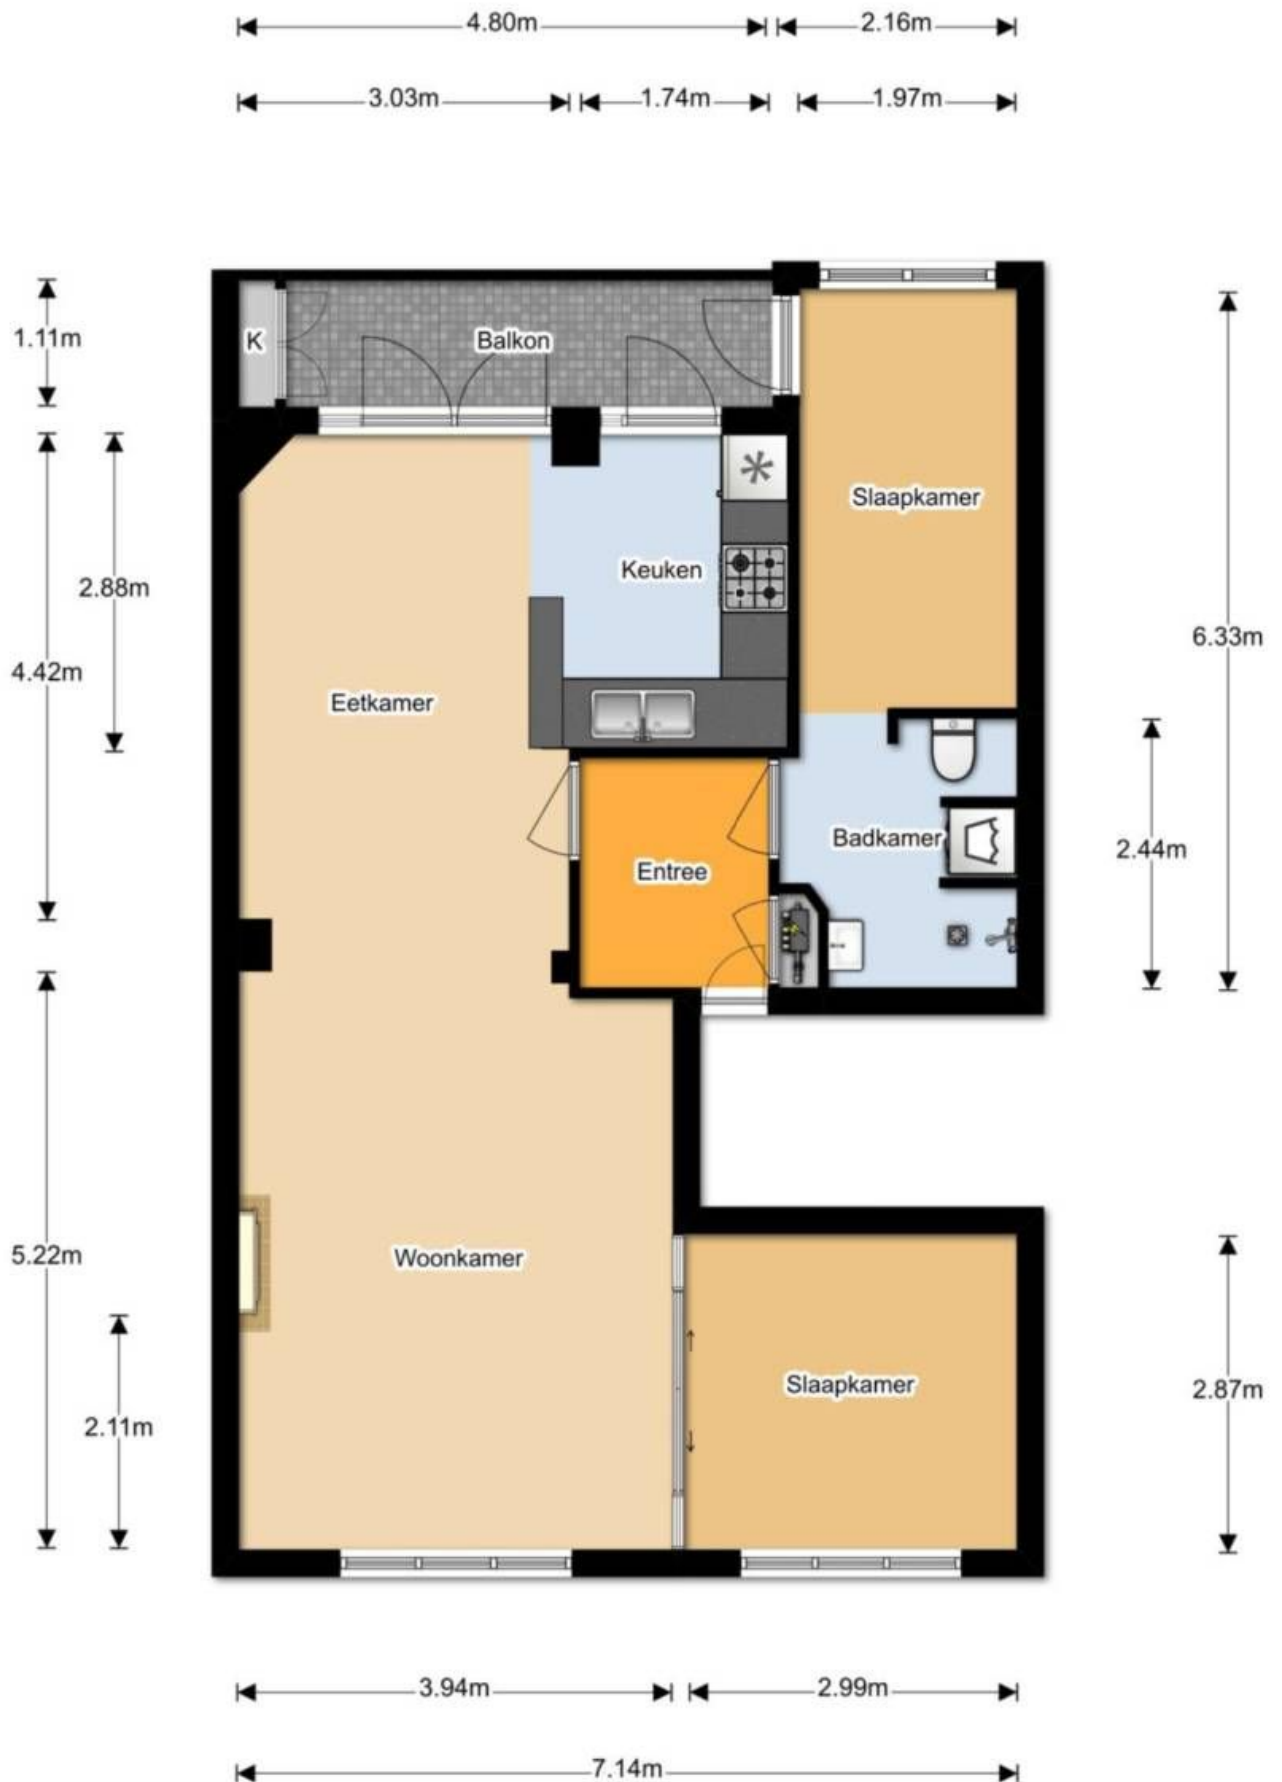 4.80m
2.16m
3.03m
1.74m
1.97m
1.11m
K
Balkon
Slaapkamer
2.88m
Keuken
6.33m
4.42m
Eetkamer
Badkamer
2.44m
Entree
5.22m
Woonkamer
Slaapkamer
2.87m
2.11m
3.94m
2.99m
7.14m